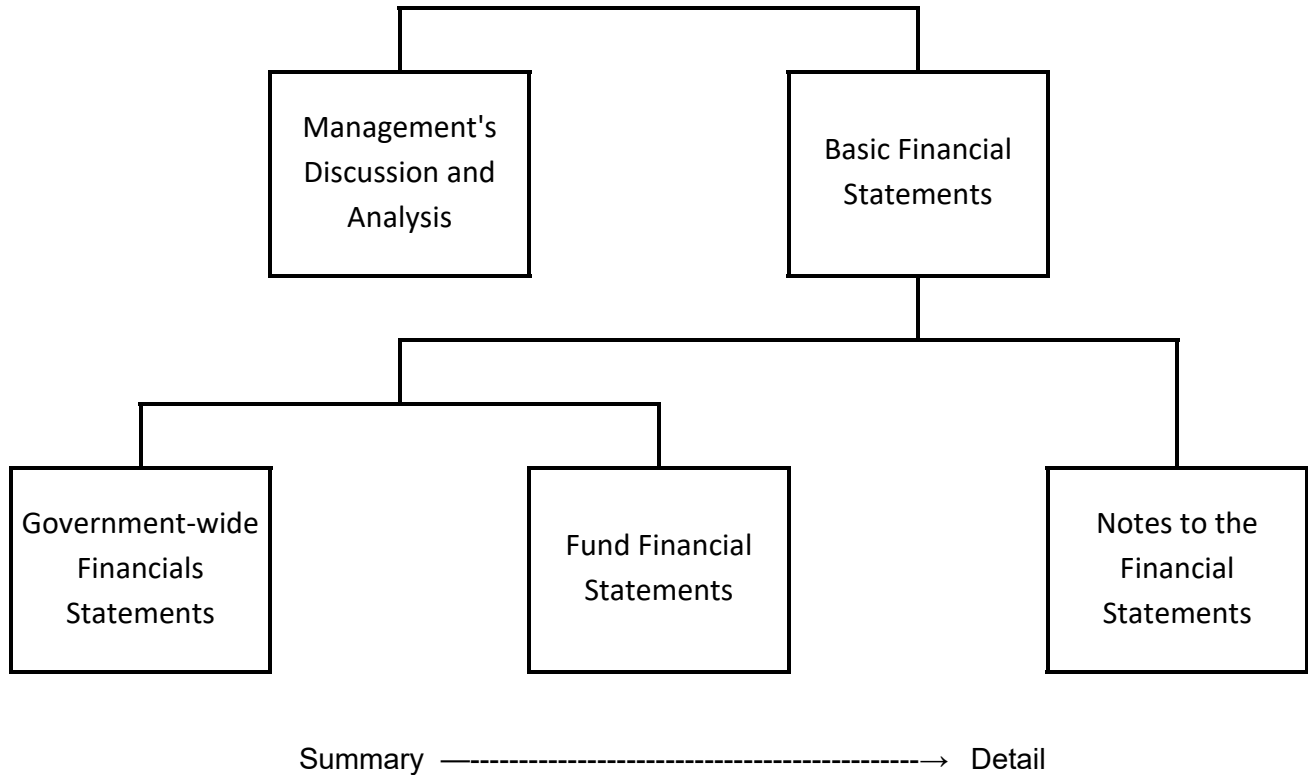 Management's
Discussion and
Analysis
Basic Financial
Statements
Government-wide
Financials
Statements
Fund Financial
Statements
Notes to the
Financial
Statements
Summary —----------------------------------------------→ Detail